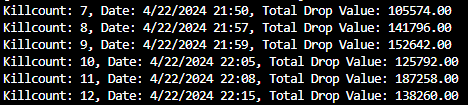 Killcount: 7, Date: 4/22/2024 21:50, Total Drop Value: 105574.00
Killcount: 8, Date: 4/22/2024 21:57, Total Drop Value: 141796.00
Killcount: 9, Date: 4/22/2024 21:59, Total Drop Value: 152642.00
Killcount: 10, Date: 4/22/2024 22:05, Total Drop Value: 125792.00
Killcount: 11, Date: 4/22/2024 22:08, Total Drop Value: 187258.00
Killcount: 12, Date: 4/22/2024 22:15, Total Drop Value: 138260.00